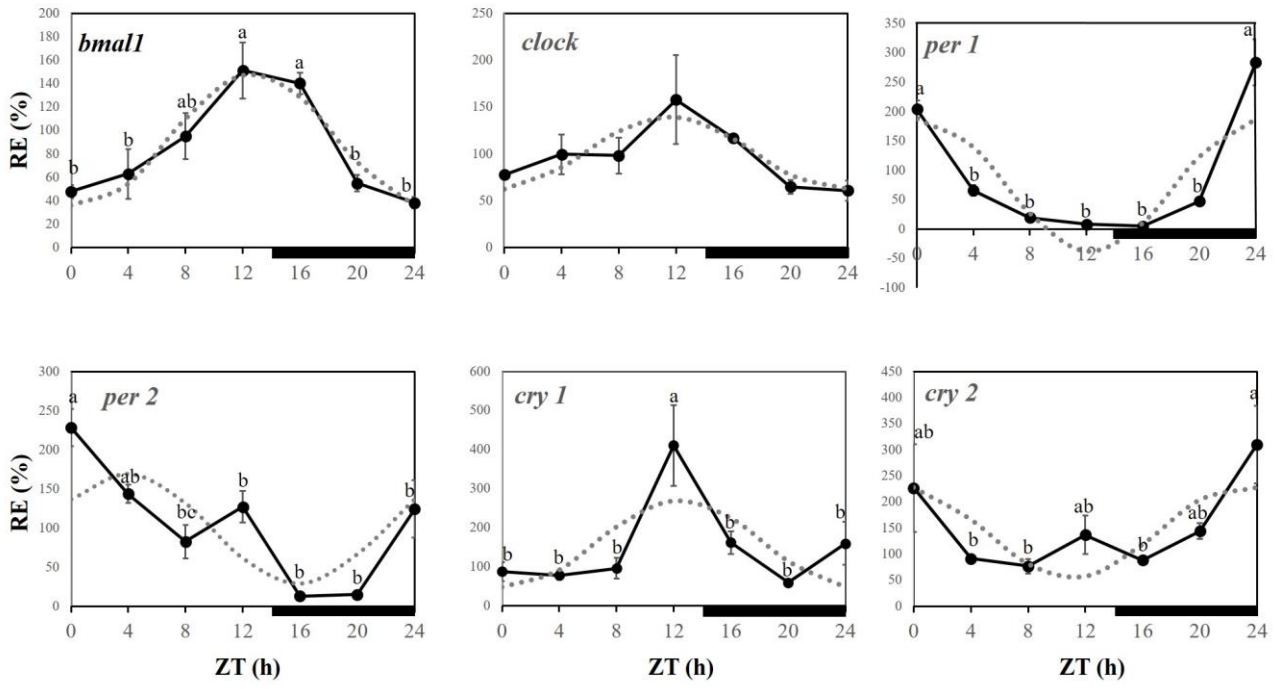 RE (%)
200
180
160
140
120
100
80
60
40
20
0
bmal1
b
b
ab
a
a
b
b
0 4 8 12 16 20 24
250
200
150
100
50
0
clock
0 4 8 12 16 20 24
350
300
250
200
150
100
50
0
-50
-100
per 1
a
b
b
b
b
b
a
0 4 8 12 16 20 24
RE (%)
300
250
200
150
100
50
0
per 2
a
ab
bc
b
b
b
b
0 4 8 12 16 20 24
ZT (h)
600
500
400
300
200
100
0
cry 1
b
b
b
a
b
b
b
0 4 8 12 16 20 24
ZT (h)
450
400
350
300
250
200
150
100
50
0
cry 2
ab
b
b
ab
b
ab
a
0 4 8 12 16 20 24
ZT (h)